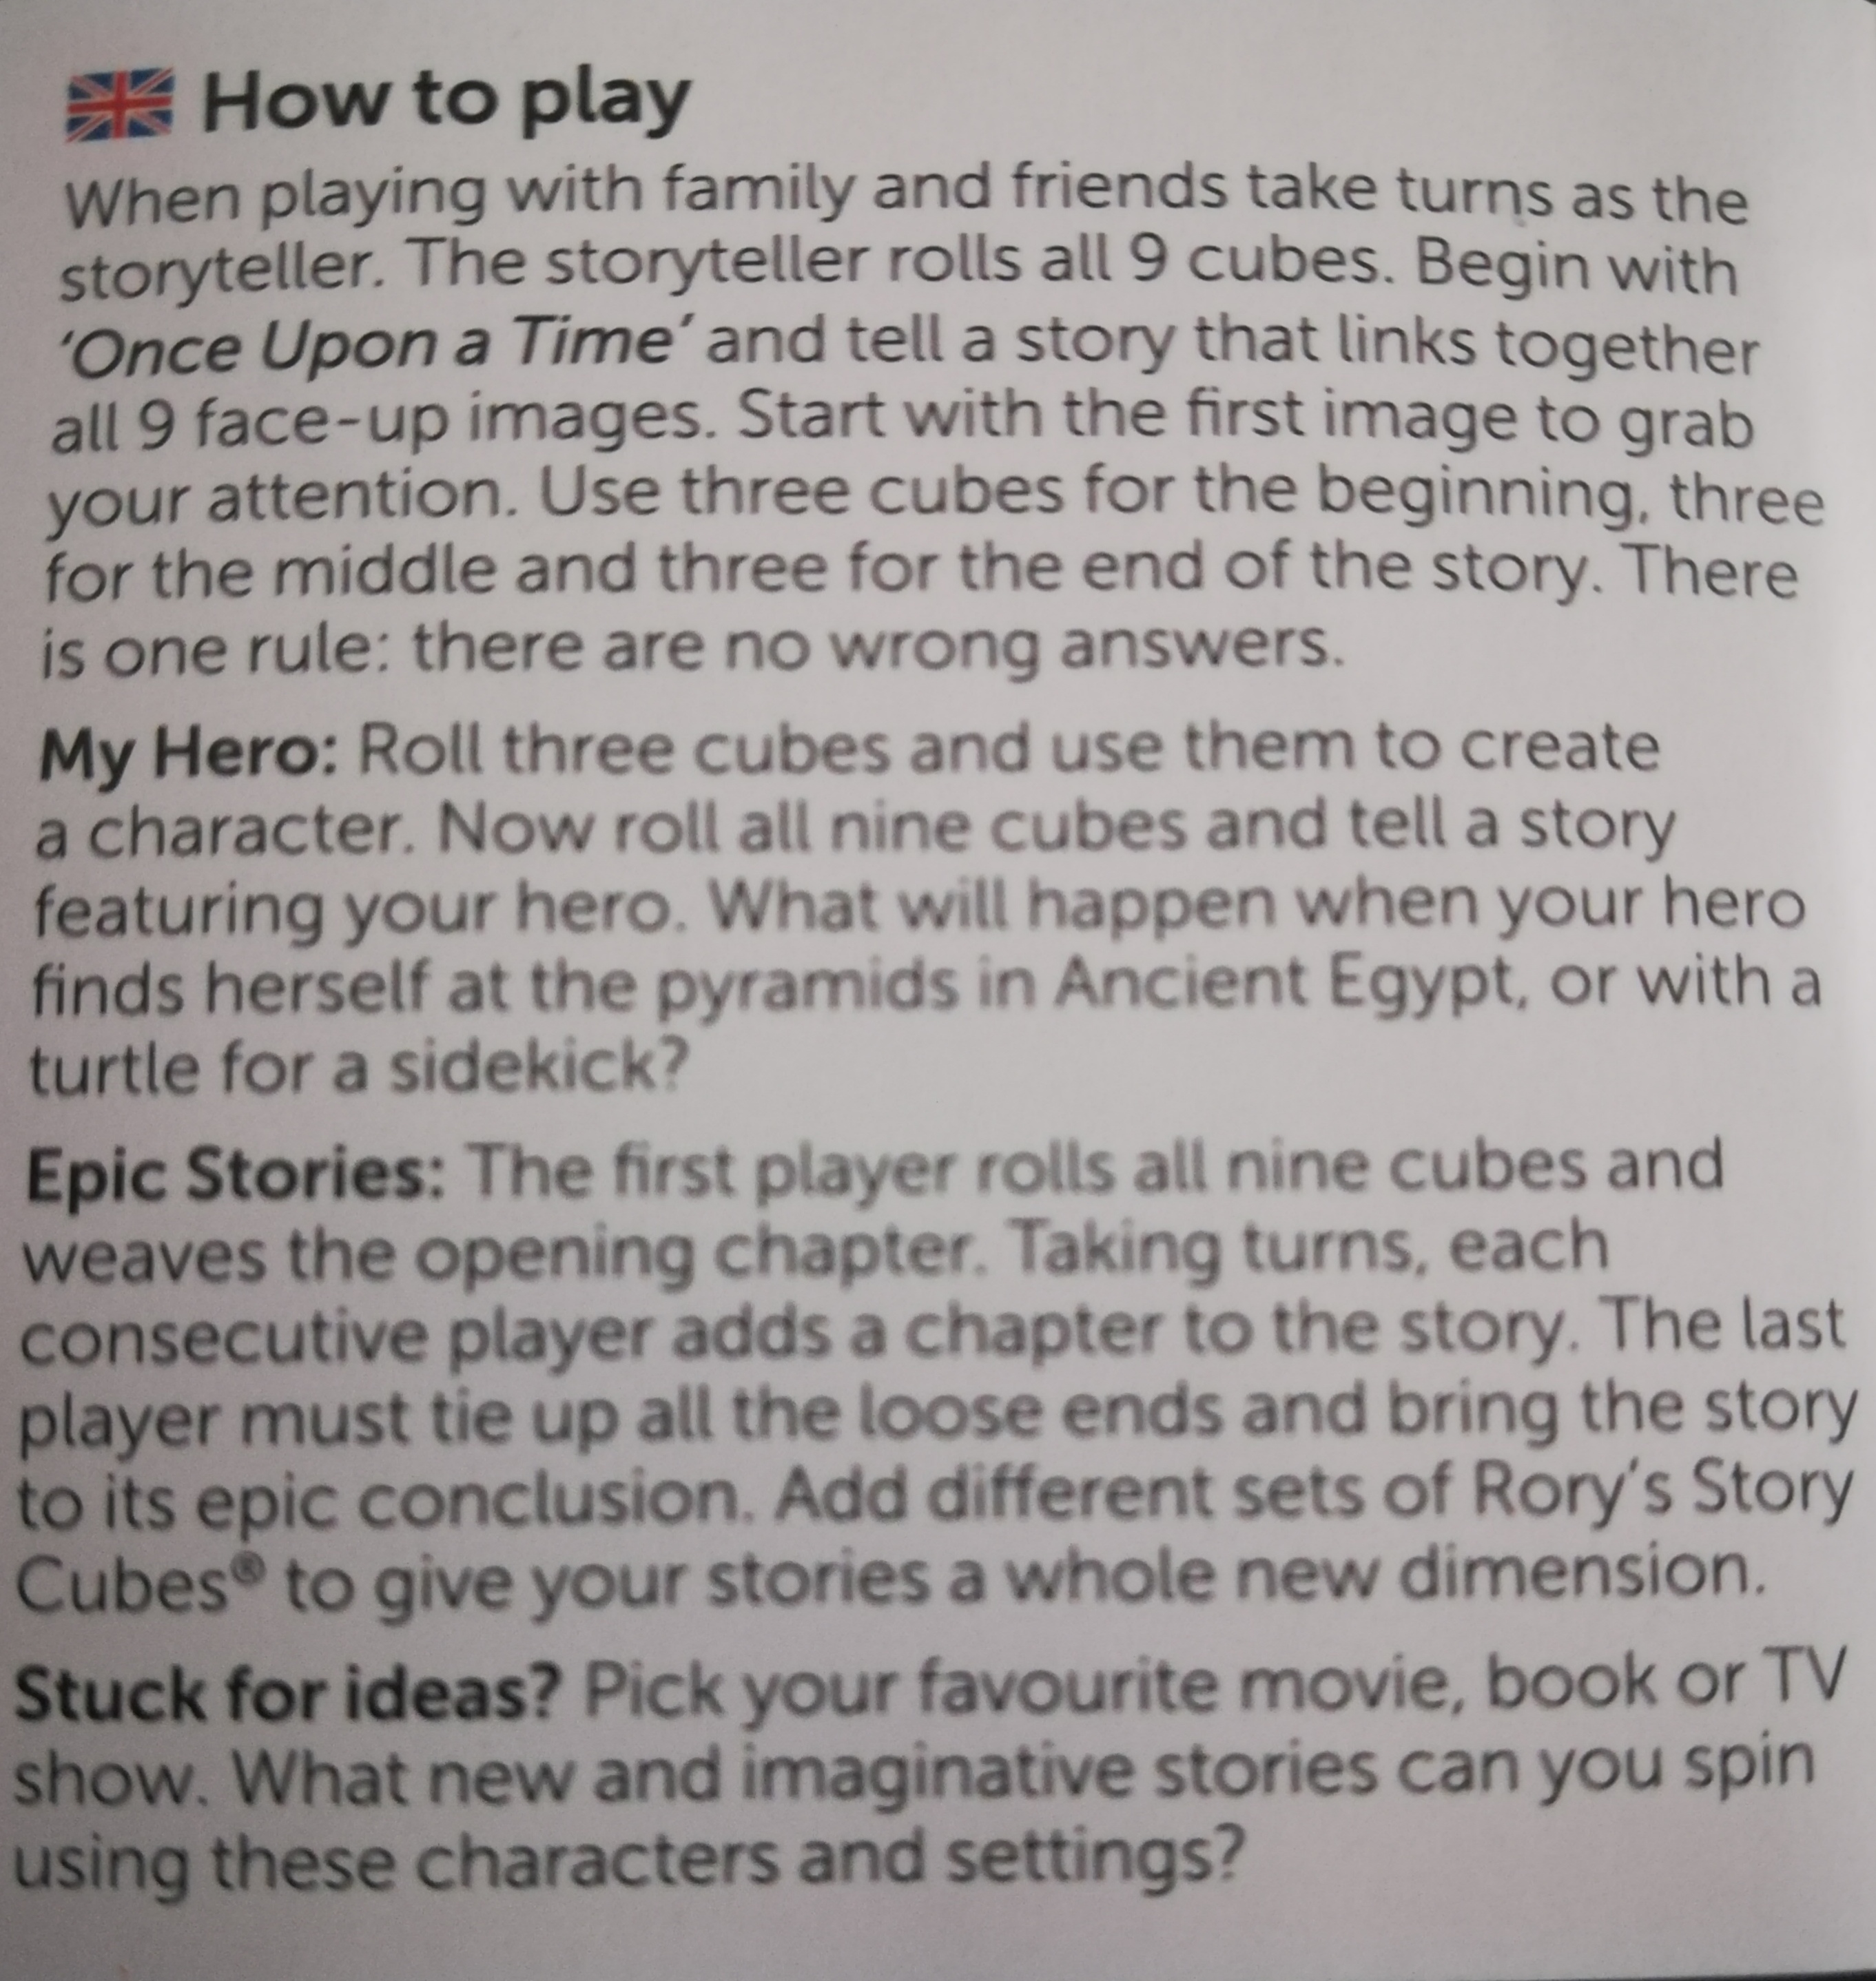 How to play
When playing with family and friends take turns as the
storyteller. The storyteller rolls all 9 cubes. Begin with
‘Once Upon a Time’ and tell a story that links together
all 9 face-up images. Start with the first image to grab
your attention. Use three cubes for the beginning, three
for the middle and three for the end of the story. There
is one rule: there are no wrong answers.
My Hero: Roll three cubes and use them to create
a character. Now roll all nine cubes and tell a story
featuring your hero. What will happen when your hero
finds herself at the pyramids in Ancient Egypt, or with a
turtle for a sidekick?
Epic Stories: The first player rolls all nine cubes and
weaves the opening chapter. Taking turns, each
consecutive player adds a chapter to the story. The last
player must tie up all the loose ends and bring the story
to its epic conclusion. Add different sets of Rory’s Story
Cubes® to give your stories a whole new dimension.
Stuck for ideas? Pick your favourite movie, book or TV
show. What new and imaginative stories can you spin
using these characters and settings?